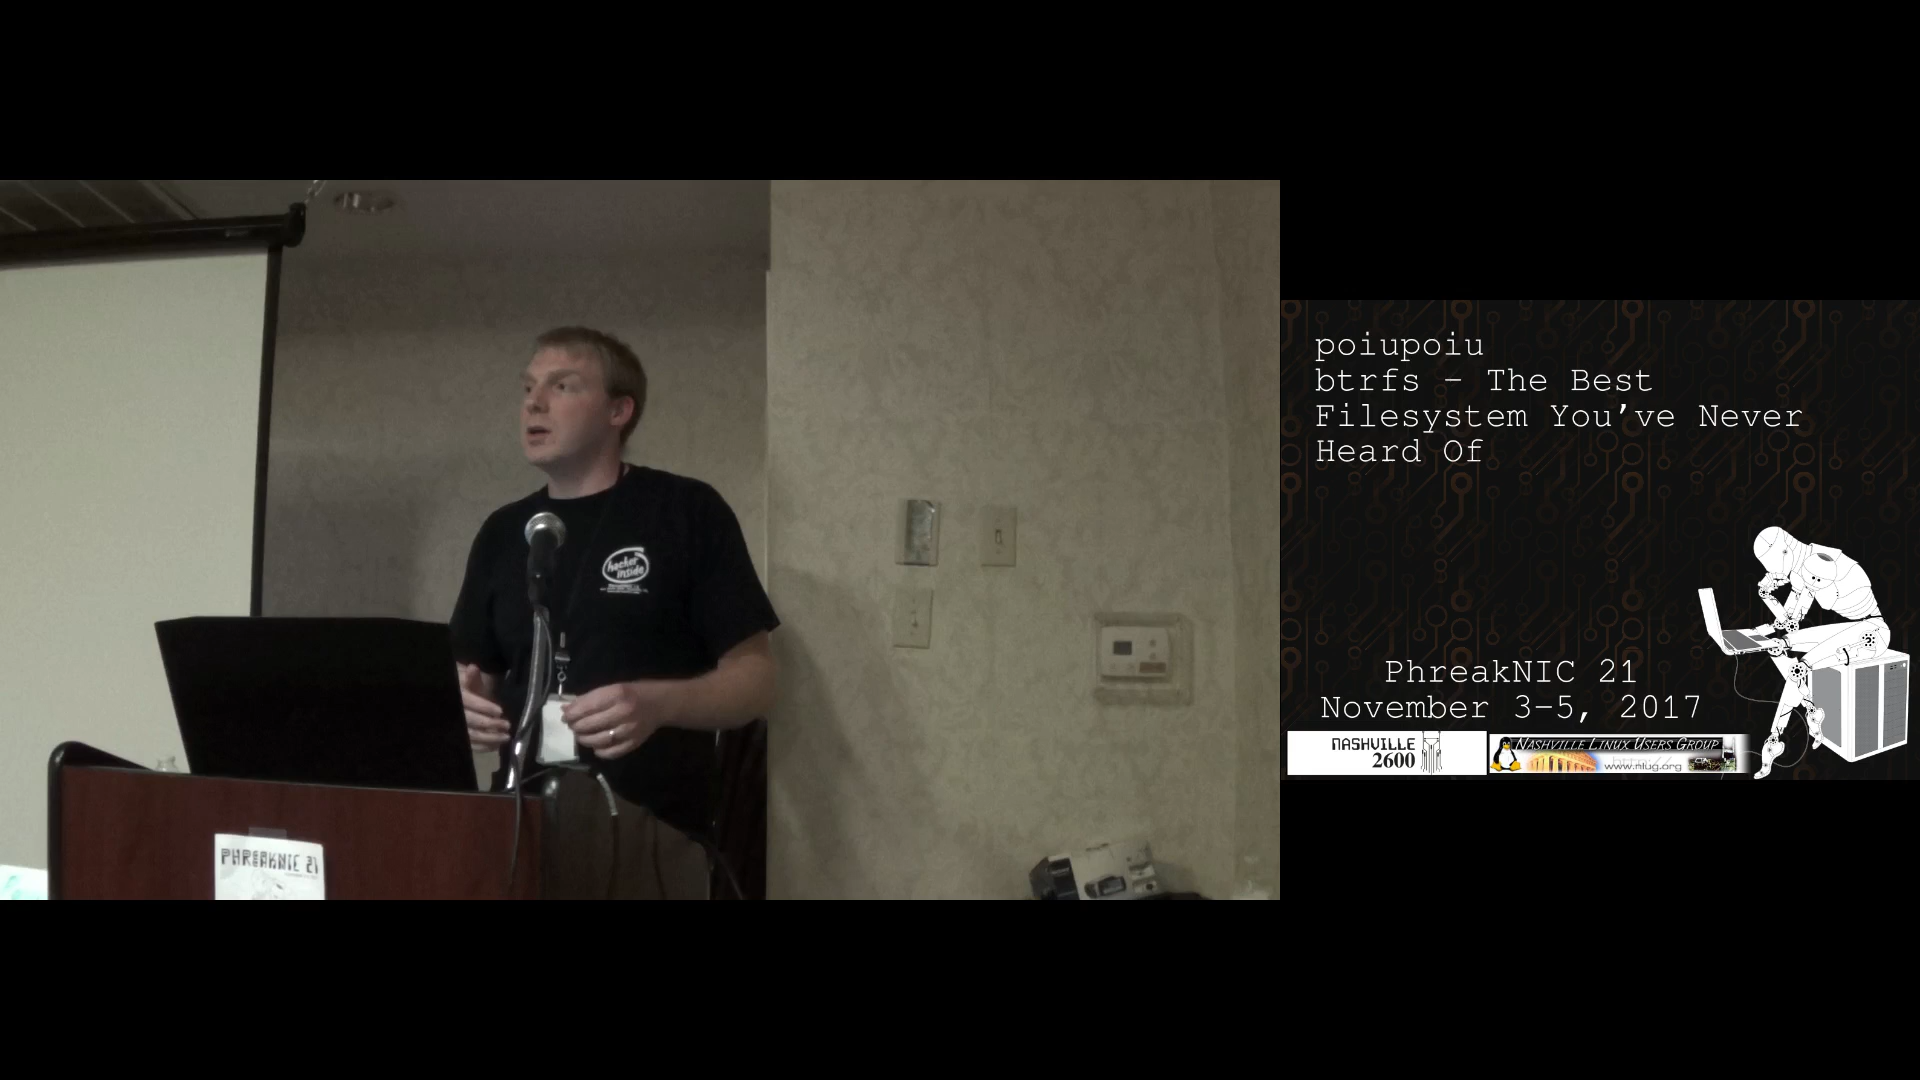 poiupoiu
btrfs – The Best
Filesystem You’ve Never
Heard Of
PhreakNIC 21
November 3–5, 2017
NASHVILLE
2600
NASHVILLE LINUX USERS GROUP
www.nlug.org
hacker
inside
PHREAKNIC 21